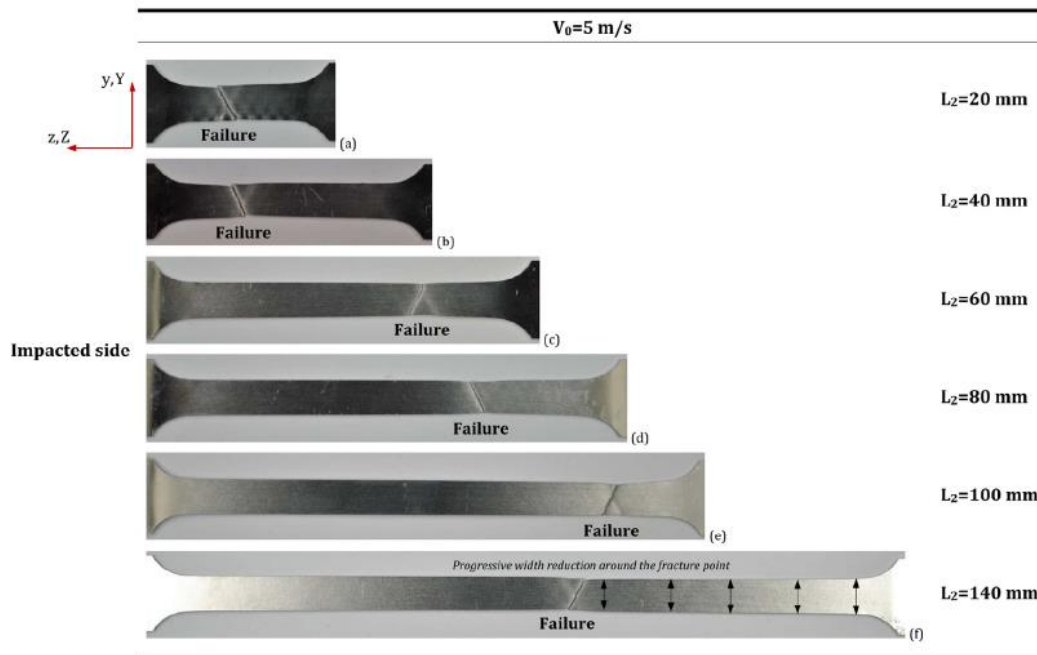 V₀=5 m/s
y,Y
z,Z
L₂=20 mm
Failure
(a)
L₂=40 mm
Failure
(b)
L₂=60 mm
Failure
(c)
Impacted side
L₂=80 mm
Failure
(d)
L₂=100 mm
Failure
(e)
Progressive width reduction around the fracture point
L₂=140 mm
Failure
(f)